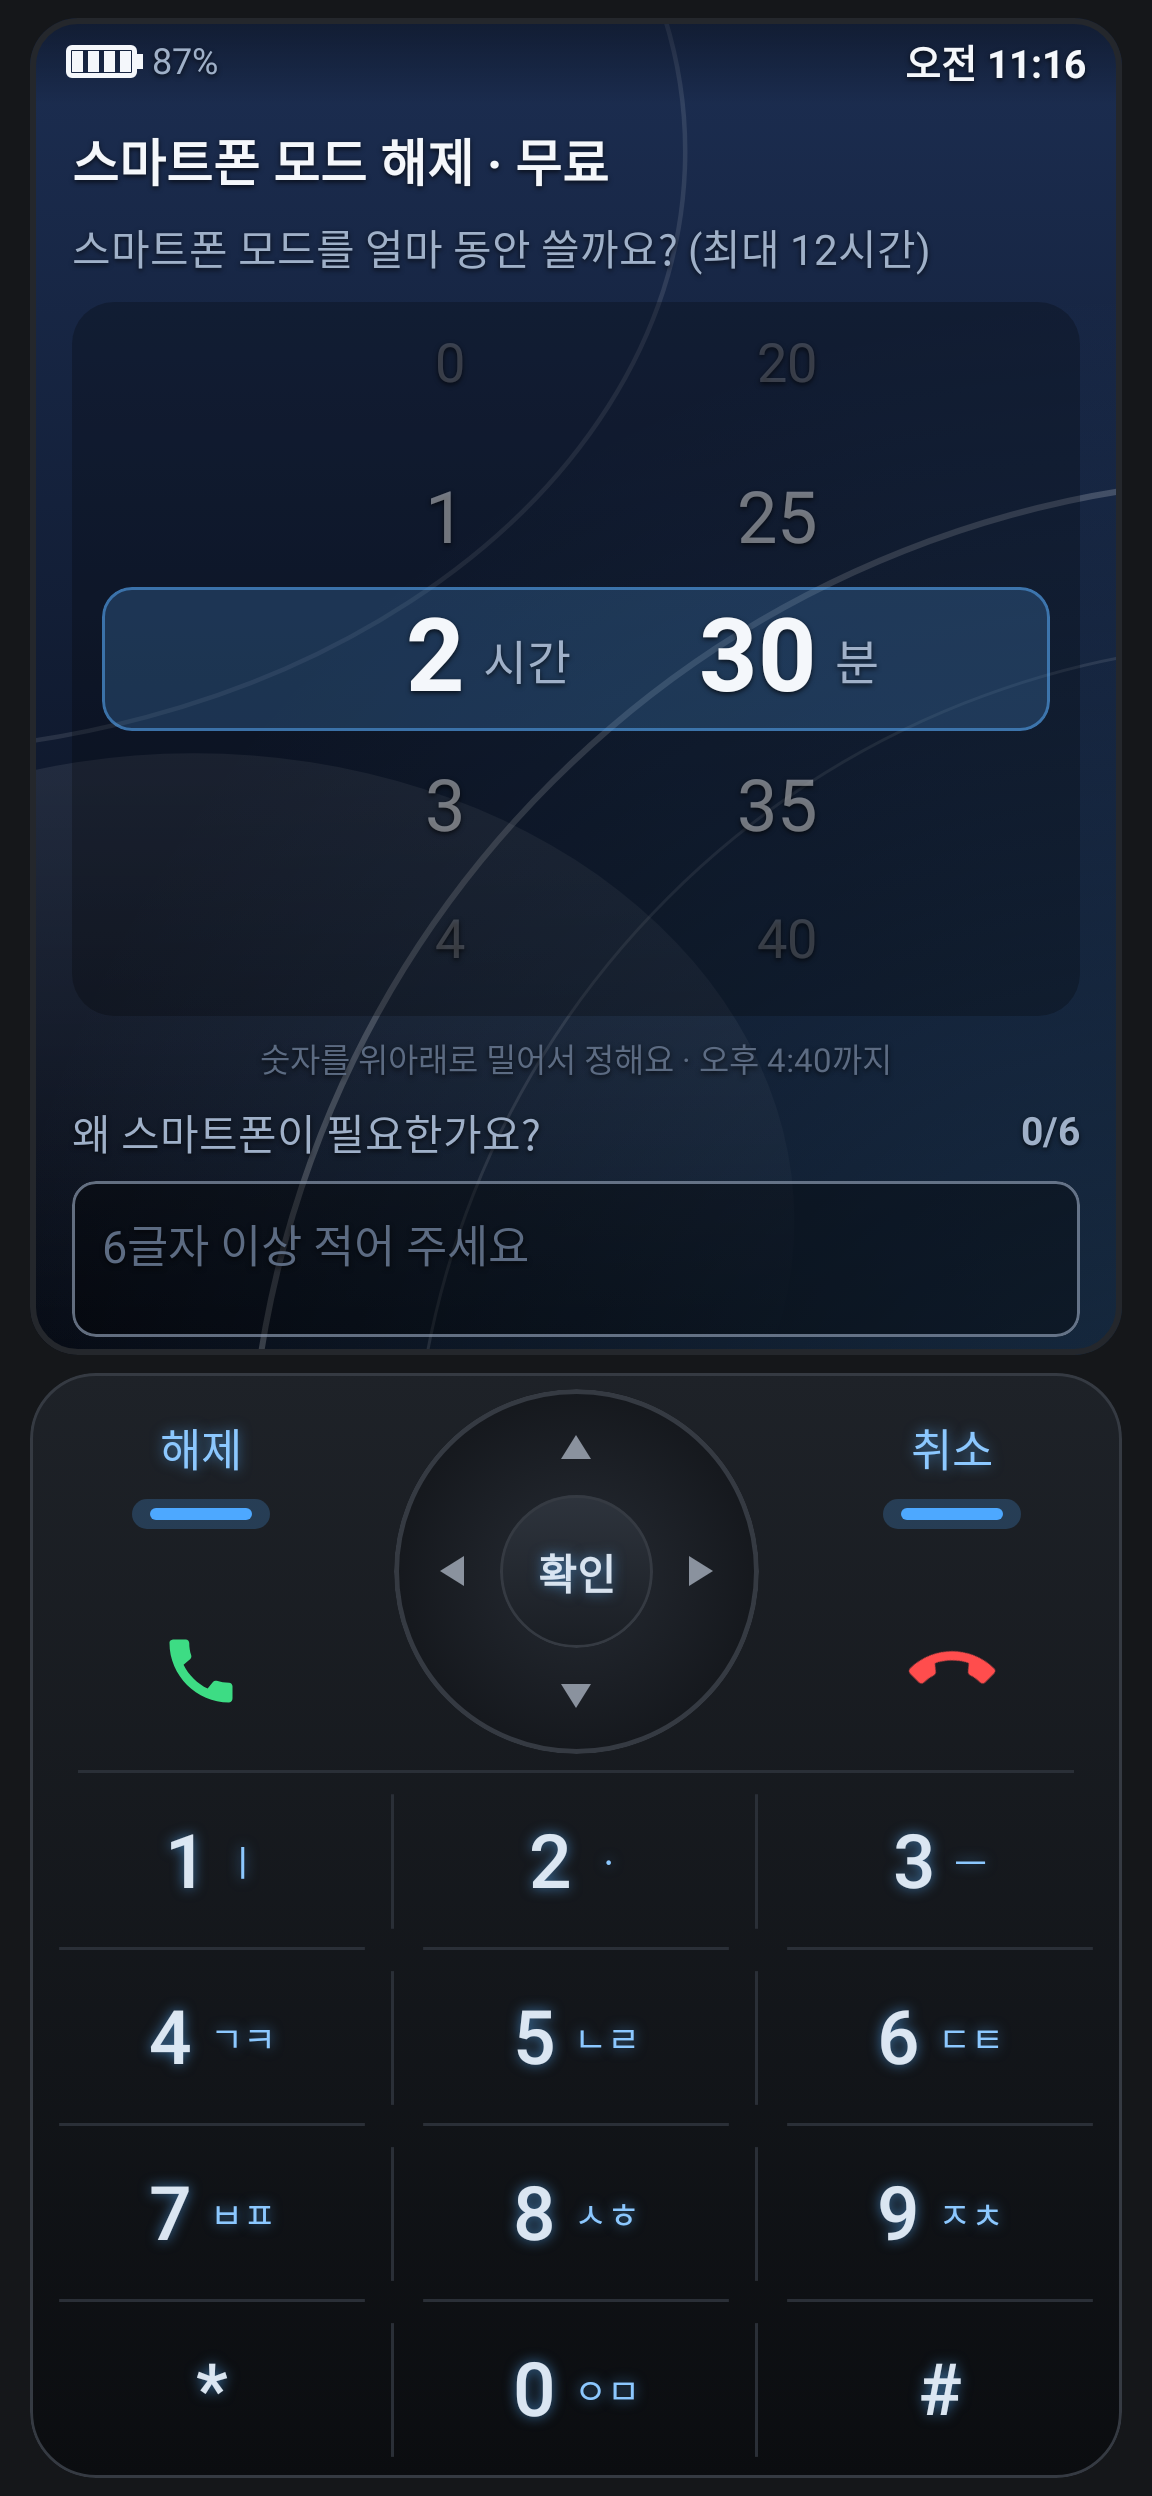 87%
오전 11:16
스마트폰 모드 해제 · 무료
스마트폰 모드를 얼마 동안 쓸까요? (최대 12시간)
0 20
1 25
2 시간 30 분
3 35
4 40
숫자를 위아래로 밀어서 정해요 · 오후 4:40까지
왜 스마트폰이 필요한가요? 0/6
6글자 이상 적어 주세요
해제
취소
확인
1 ㅣ
2 ·
3 ㅡ
4 ㄱㅋ
5 ㄴㄹ
6 ㄷㅌ
7 ㅂㅍ
8 ㅅㅎ
9 ㅈㅊ
*
0 ㅇㅁ
#